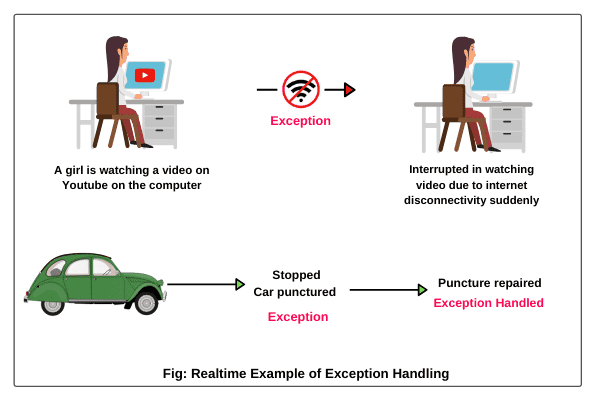 Exception
A girl is watching a video on
Youtube on the computer
Interrupted in watching
video due to internet
disconnectivity suddenly
Stopped
Car punctured
Exception
Puncture repaired
Exception Handled
Fig: Realtime Example of Exception Handling